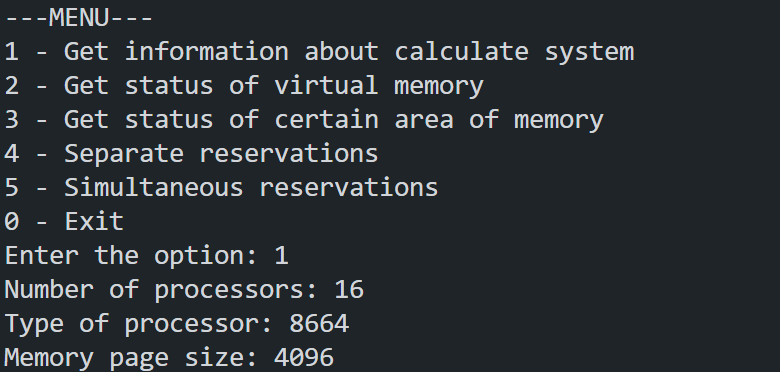 ---MENU---
1 - Get information about calculate system
2 - Get status of virtual memory
3 - Get status of certain area of memory
4 - Separate reservations
5 - Simultaneous reservations
0 - Exit
Enter the option: 1
Number of processors: 16
Type of processor: 8664
Memory page size: 4096